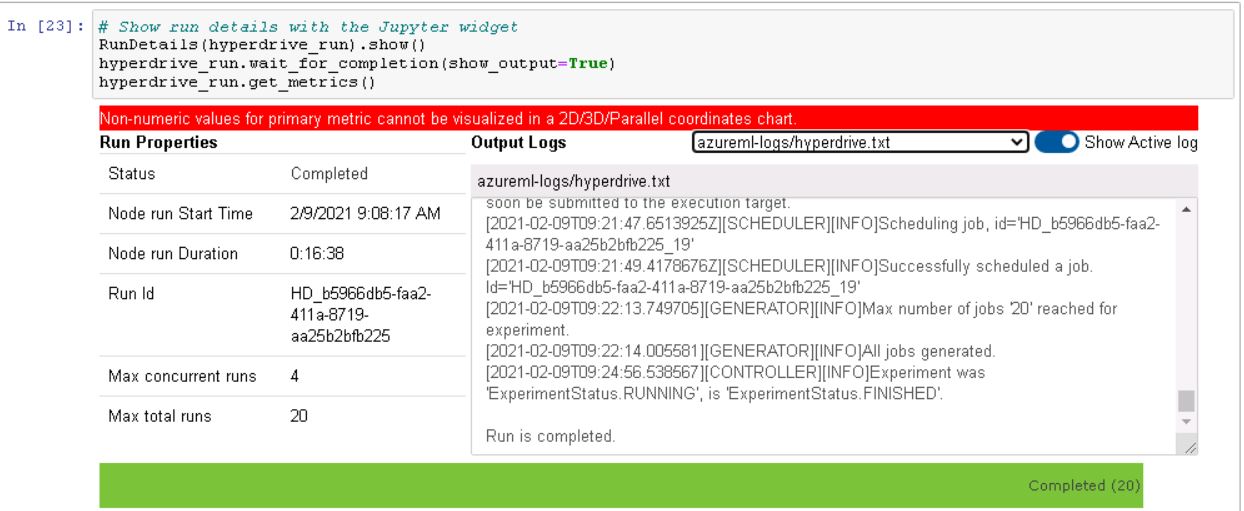 In [23]: # Show run details with the Jupyter widget
RunDetails(hyperdrive_run).show()
hyperdrive_run.wait_for_completion(show_output=True)
hyperdrive_run.get_metrics()
Non-numeric values for primary metric cannot be visualized in a 2D/3D/Parallel coordinates chart.
Run Properties
Status Completed
Node run Start Time 2/9/2021 9:08:17 AM
Node run Duration 0:16:38
Run Id HD_b5966db5-faa2-
411a-8719-
aa25b2bfb225
Max concurrent runs 4
Max total runs 20
Output Logs azureml-logs/hyperdrive.txt Show Active log
azureml-logs/hyperdrive.txt
soon be submitted to the execution target.
[2021-02-09T09:21:47.6513925Z][SCHEDULER][INFO]Scheduling job, id='HD_b5966db5-faa2-
411a-8719-aa25b2bfb225_19'
[2021-02-09T09:21:49.4178676Z][SCHEDULER][INFO]Successfully scheduled a job.
Id='HD_b5966db5-faa2-411a-8719-aa25b2bfb225_19'
[2021-02-09T09:22:13.749705][GENERATOR][INFO]Max number of jobs '20' reached for
experiment.
[2021-02-09T09:22:14.005581][GENERATOR][INFO]All jobs generated.
[2021-02-09T09:24:56.538567][CONTROLLER][INFO]Experiment was
'ExperimentStatus.RUNNING', is 'ExperimentStatus.FINISHED'.
Run is completed.
Completed (20)